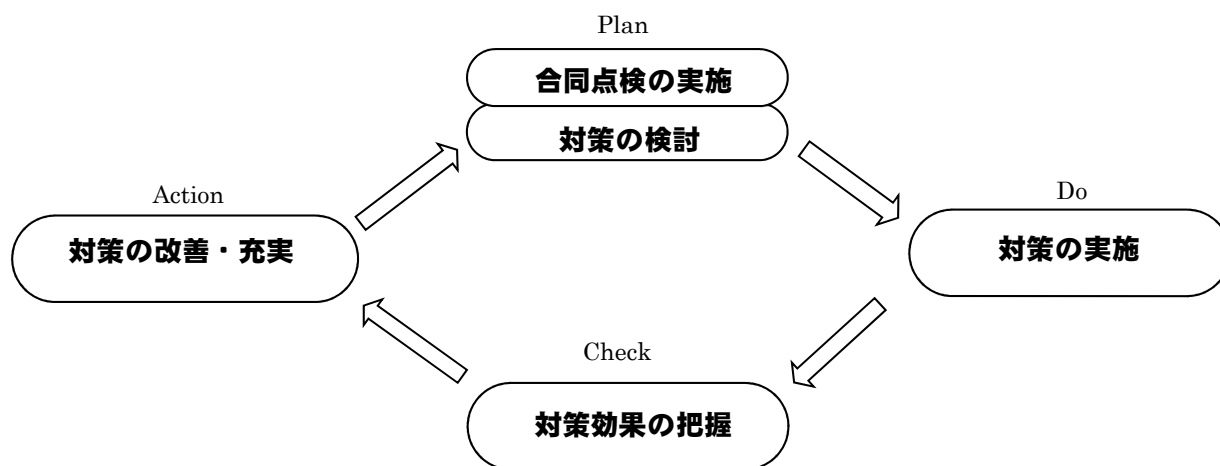 Plan
合同点検の実施
対策の検討
Action
対策の改善・充実
Do
対策の実施
Check
対策効果の把握